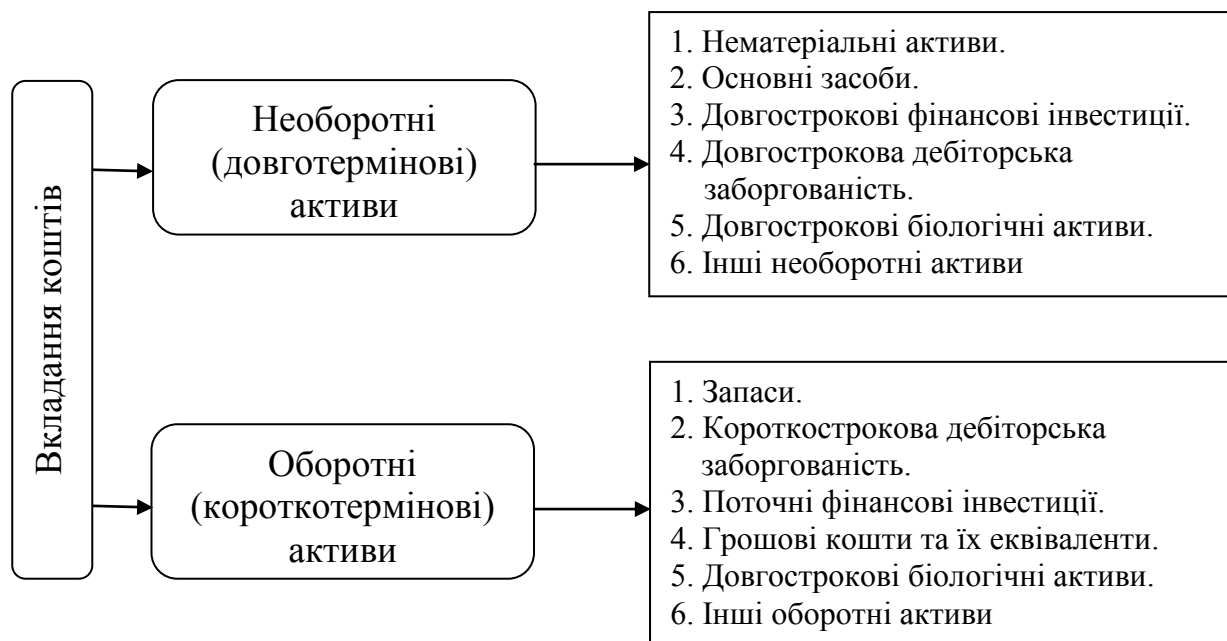 Вкладання коштів
Необоротні
(довготермінові)
активи
1. Нематеріальні активи.
2. Основні засоби.
3. Довгострокові фінансові інвестиції.
4. Довгострокова дебіторська
заборгованість.
5. Довгострокові біологічні активи.
6. Інші необоротні активи
Оборотні
(короткотермінові)
активи
1. Запаси.
2. Короткострокова дебіторська
заборгованість.
3. Поточні фінансові інвестиції.
4. Грошові кошти та їх еквіваленти.
5. Довгострокові біологічні активи.
6. Інші оборотні активи